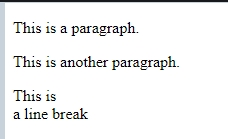 This is a paragraph.
This is another paragraph.
This is
a line break